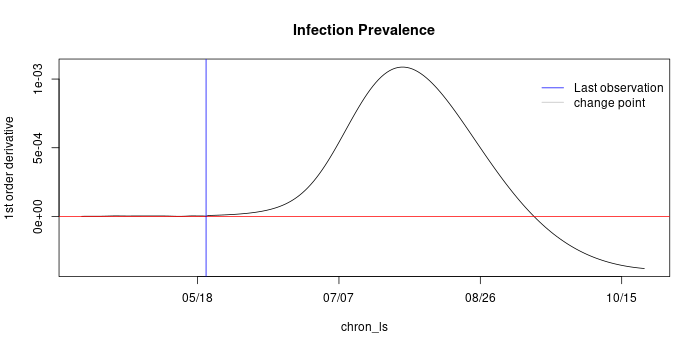 Infection Prevalence
1st order derivative
1e-03
5e-04
0e+00
Last observation
change point
05/18
07/07
08/26
10/15
chron_ls